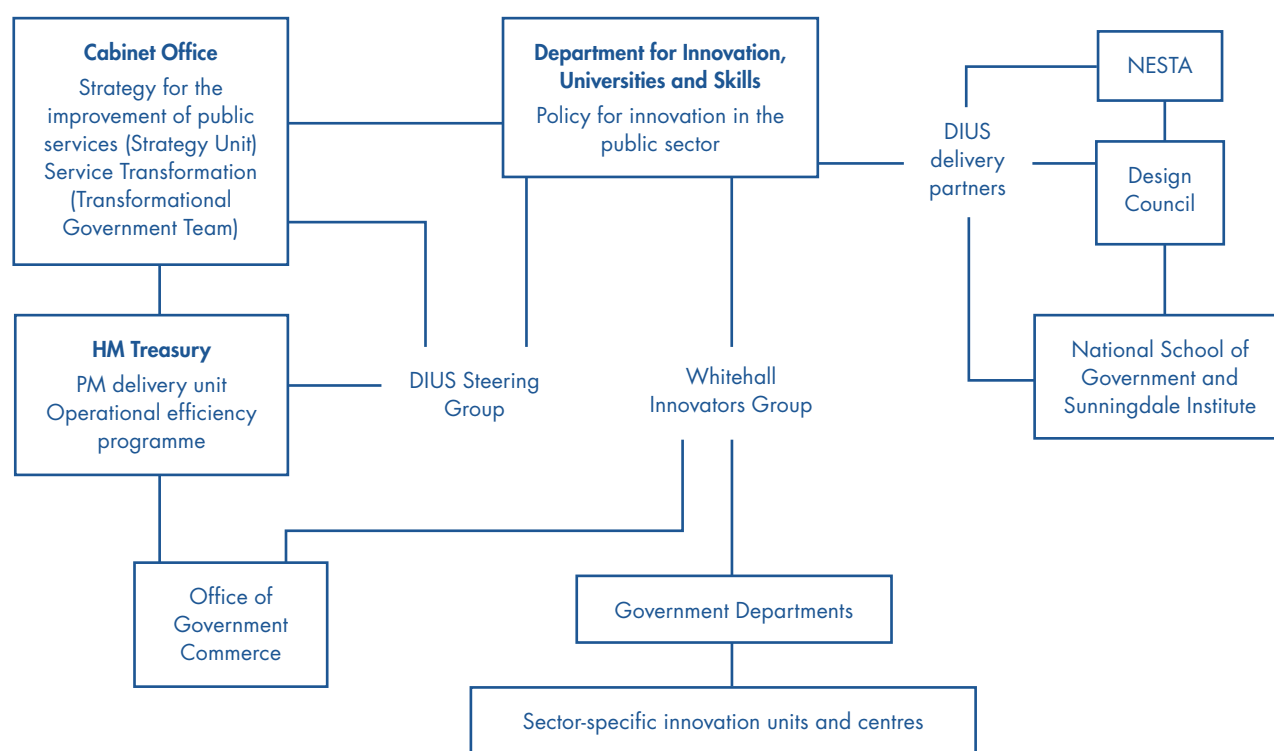 Cabinet Office
Strategy for the
improvement of public
services (Strategy Unit)
Service Transformation
(Transformational
Government Team)
Department for Innovation,
Universities and Skills
Policy for innovation in the
public sector
NESTA
DIUS
delivery
partners
Design
Council
HM Treasury
PM delivery unit
Operational efficiency
programme
DIUS Steering
Group
Whitehall
Innovators Group
National School of
Government and
Sunningdale Institute
Office of
Government
Commerce
Government Departments
Sector-specific innovation units and centres